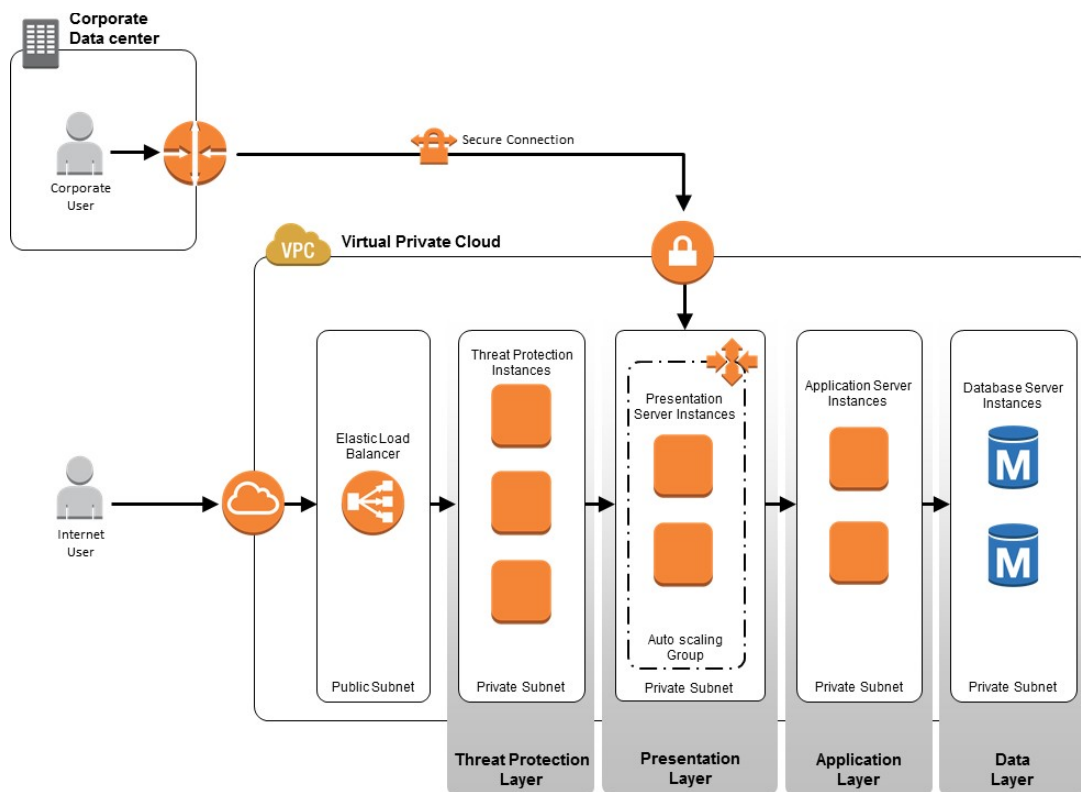 Corporate
Data center
Corporate
User
Secure Connection
VPC
Virtual Private Cloud
Internet
User
Elastic Load
Balancer
Public Subnet
Threat Protection
Instances
Private Subnet
Presentation
Server Instances
Auto scaling
Group
Private Subnet
Application Server
Instances
Private Subnet
Database Server
Instances
M
M
Private Subnet
Threat Protection
Layer
Presentation
Layer
Application
Layer
Data
Layer